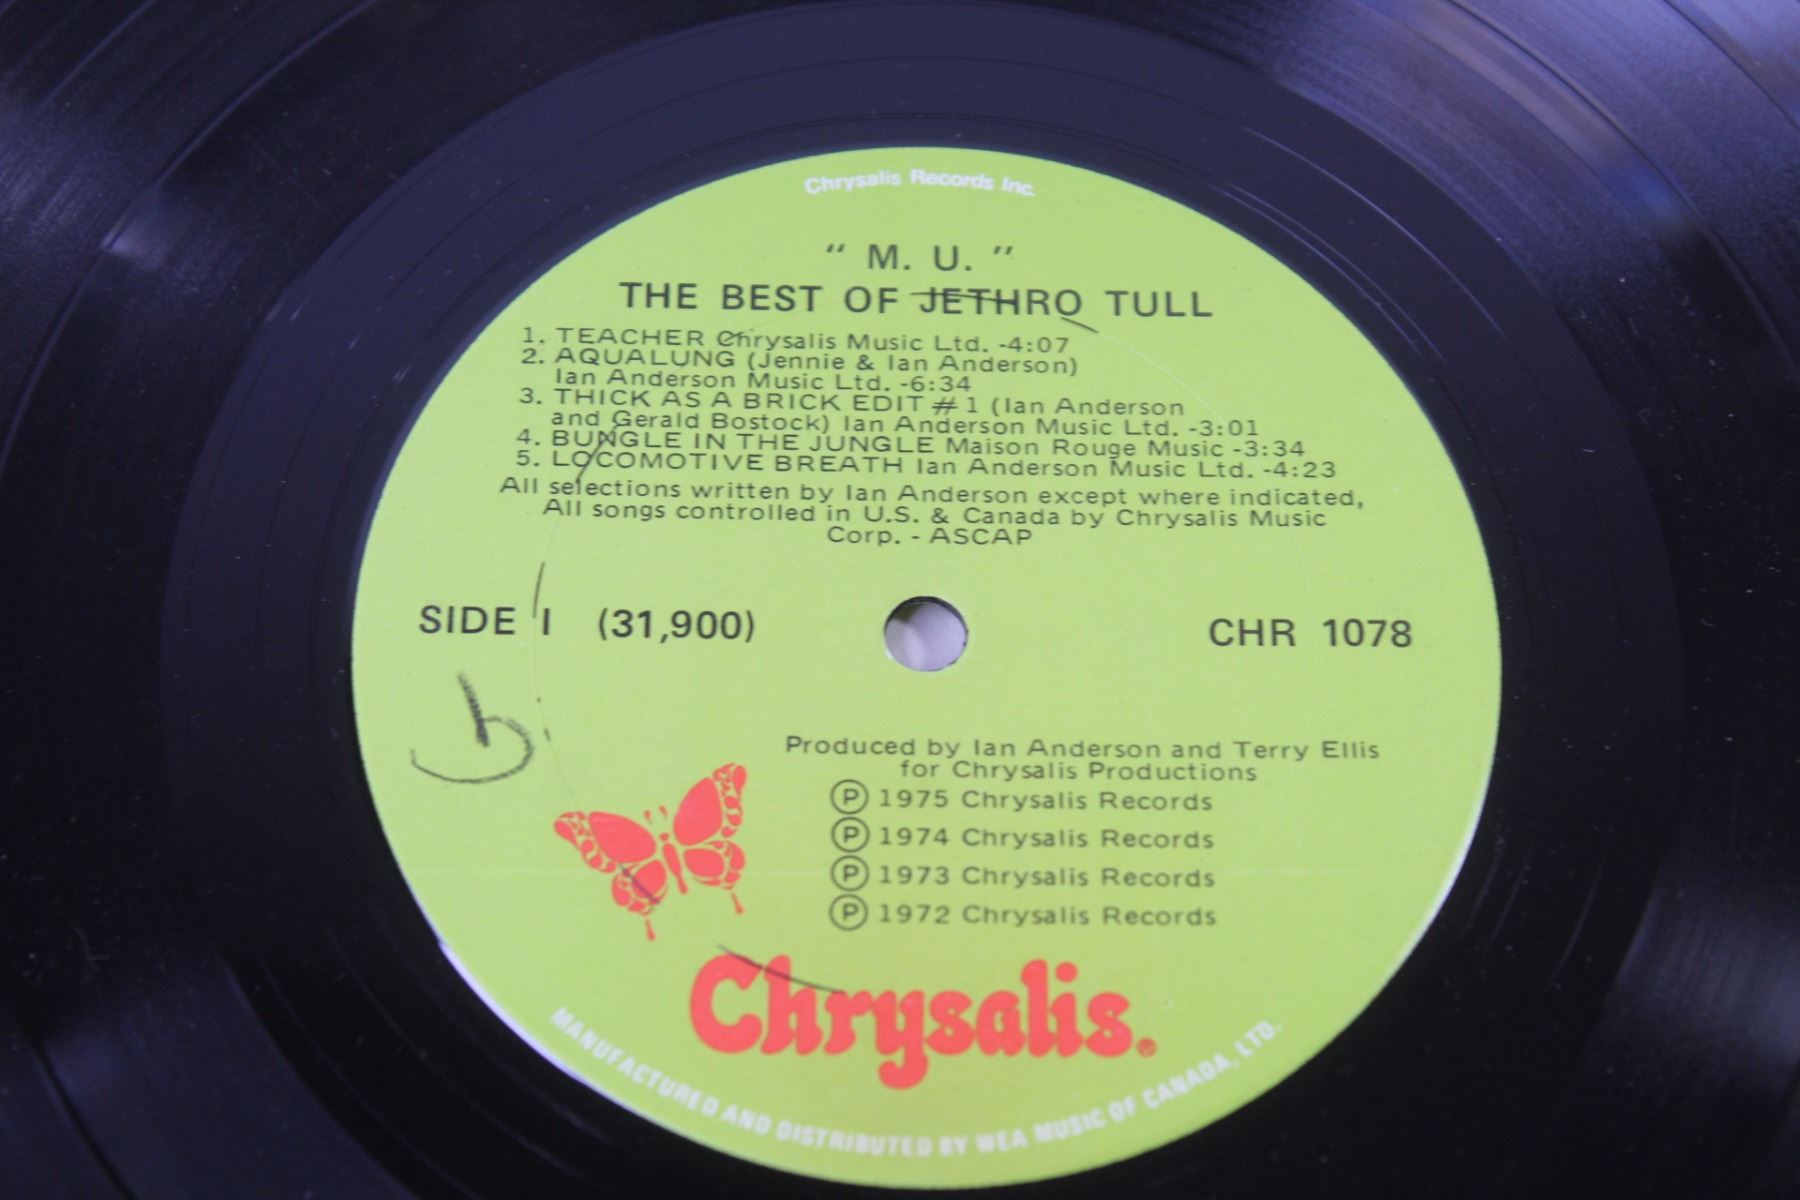 Chrysalis Records Inc.
" M. U. "
THE BEST OF JETHRO TULL
1. TEACHER Chrysalis Music Ltd. -4:07
2. AQUALUNG (Jennie & Ian Anderson)
Ian Anderson Music Ltd. -6:34
3. THICK AS A BRICK EDIT #1 (Ian Anderson
and Gerald Bostock) Ian Anderson Music Ltd. -3:01
4. BUNGLE IN THE JUNGLE Maison Rouge Music -3:34
5. LOCOMOTIVE BREATH Ian Anderson Music Ltd. -4:23
All selections written by Ian Anderson except where indicated,
All songs controlled in U.S. & Canada by Chrysalis Music
Corp. - ASCAP
SIDE I (31,900) CHR 1078
Produced by Ian Anderson and Terry Ellis
for Chrysalis Productions
Ⓟ 1975 Chrysalis Records
Ⓟ 1974 Chrysalis Records
Ⓟ 1973 Chrysalis Records
Ⓟ 1972 Chrysalis Records
Chrysalis®
MANUFACTURED AND DISTRIBUTED BY WEA MUSIC OF CANADA, LTD.